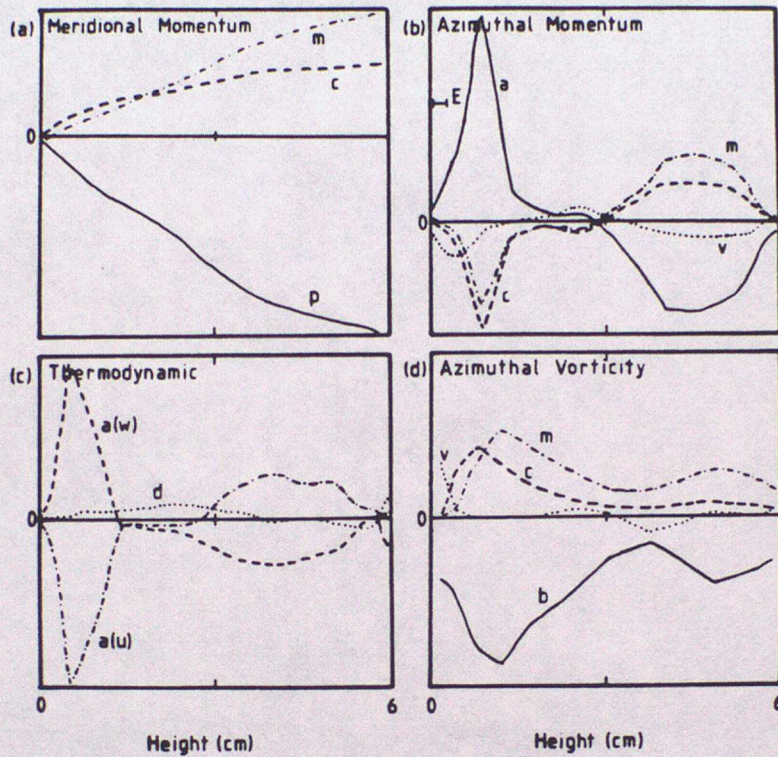 (a) Meridional Momentum
m
c
0
p
(b) Azimuthal Momentum
E
a
m
0
v
c
(c) Thermodynamic
a(w)
d
0
a(u)
0
6
Height (cm)
(d) Azimuthal Vorticity
v
m
c
0
b
0
6
Height (cm)